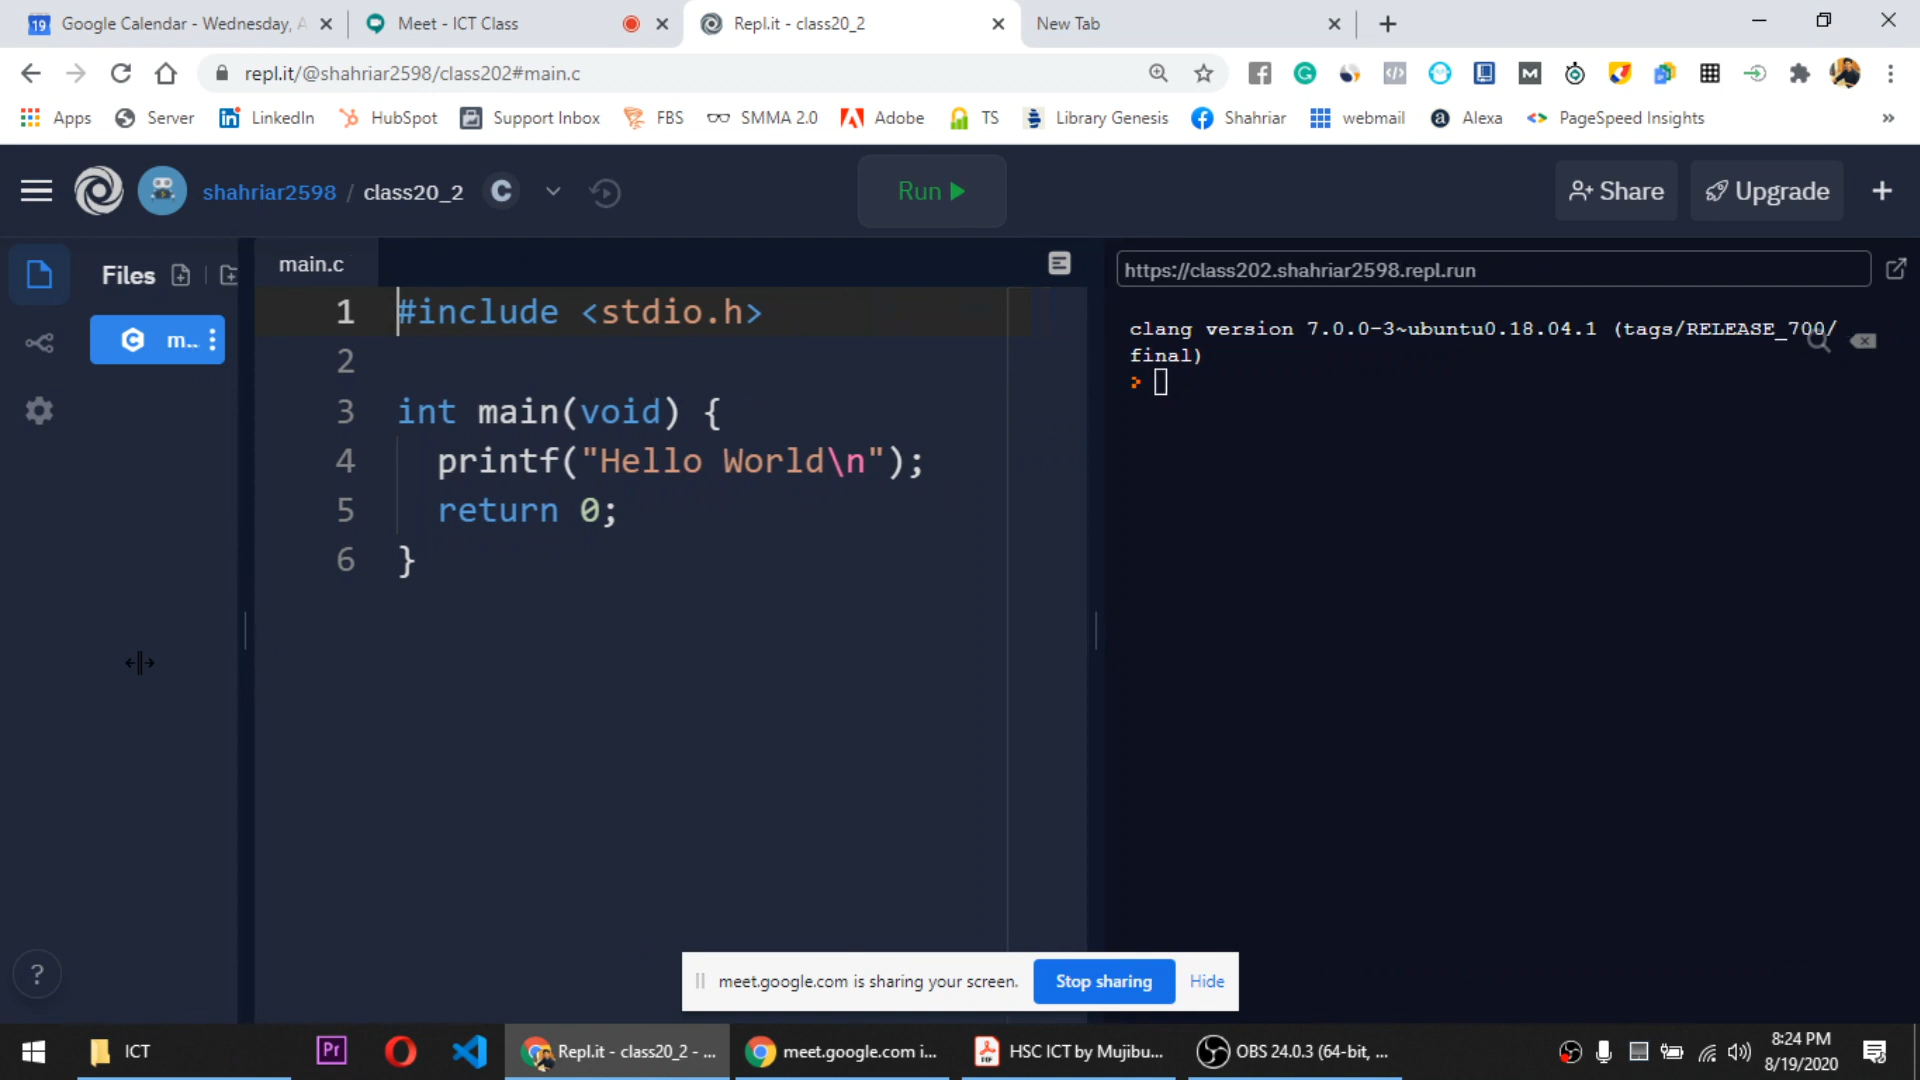 19 Google Calendar - Wednesday, A
Meet - ICT Class
Repl.it - class20_2
New Tab
repl.it/@shahriar2598/class202#main.c
Apps
Server
LinkedIn
HubSpot
Support Inbox
FBS
SMMA 2.0
Adobe
TS
Library Genesis
Shahriar
webmail
Alexa
PageSpeed Insights
»
shahriar2598 / class20_2
C
Run
Share
Upgrade
Files
main.c
m..
https://class202.shahriar2598.repl.run
1 #include <stdio.h>
2
3 int main(void) {
4 printf("Hello World\n");
5 return 0;
6 }
clang version 7.0.0-3~ubuntu0.18.04.1 (tags/RELEASE_700/
final)
>
?
meet.google.com is sharing your screen.
Stop sharing
Hide
ICT
Pr
Repl.it - class20_2 - ...
meet.google.com i...
HSC ICT by Mujibu...
OBS 24.0.3 (64-bit, ...
8:24 PM
8/19/2020